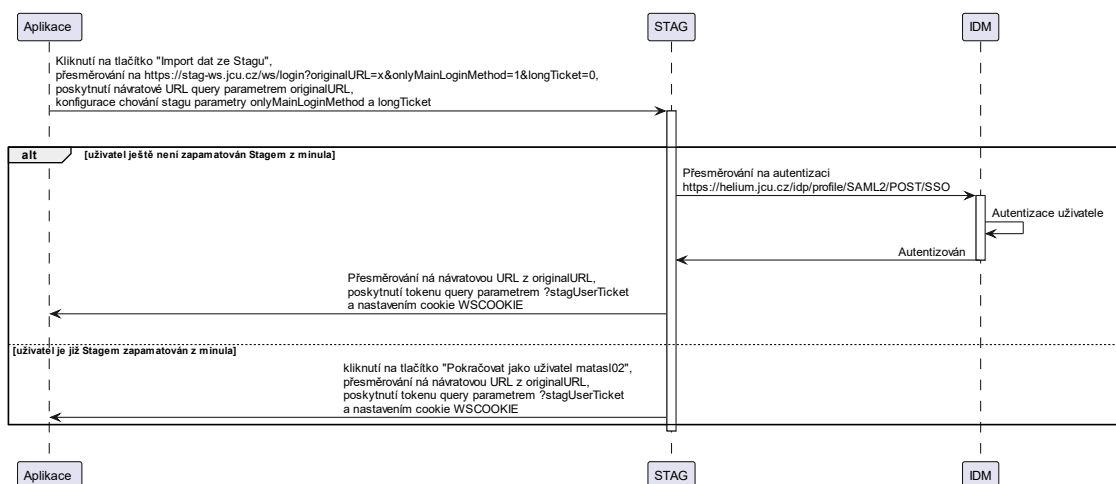 Aplikace
STAG
IDM
Kliknutí na tlačítko "Import dat ze Stagu",
přesměrování na https://stag-ws.jcu.cz/ws/login?originalURL=x&onlyMainLoginMethod=1&longTicket=0,
poskytnutí návratové URL query parametrem originalURL,
konfigurace chování stagu parametry onlyMainLoginMethod a longTicket
alt
[uživatel ještě není zapamatován Stagem z minula]
Přesměrování na autentizaci
https://helium.jcu.cz/idp/profile/SAML2/POST/SSO
Autentizace uživatele
Autentizován
Přesměrování ná návratovou URL z originalURL,
poskytnutí tokenu query parametrem ?stagUserTicket
a nastavením cookie WSCOOKIE
[uživatel je již Stagem zapamatován z minula]
kliknutí na tlačítko "Pokračovat jako uživatel matasl02",
přesměrování ná návratovou URL z originalURL,
poskytnutí tokenu query parametrem ?stagUserTicket
a nastavením cookie WSCOOKIE
Aplikace
STAG
IDM